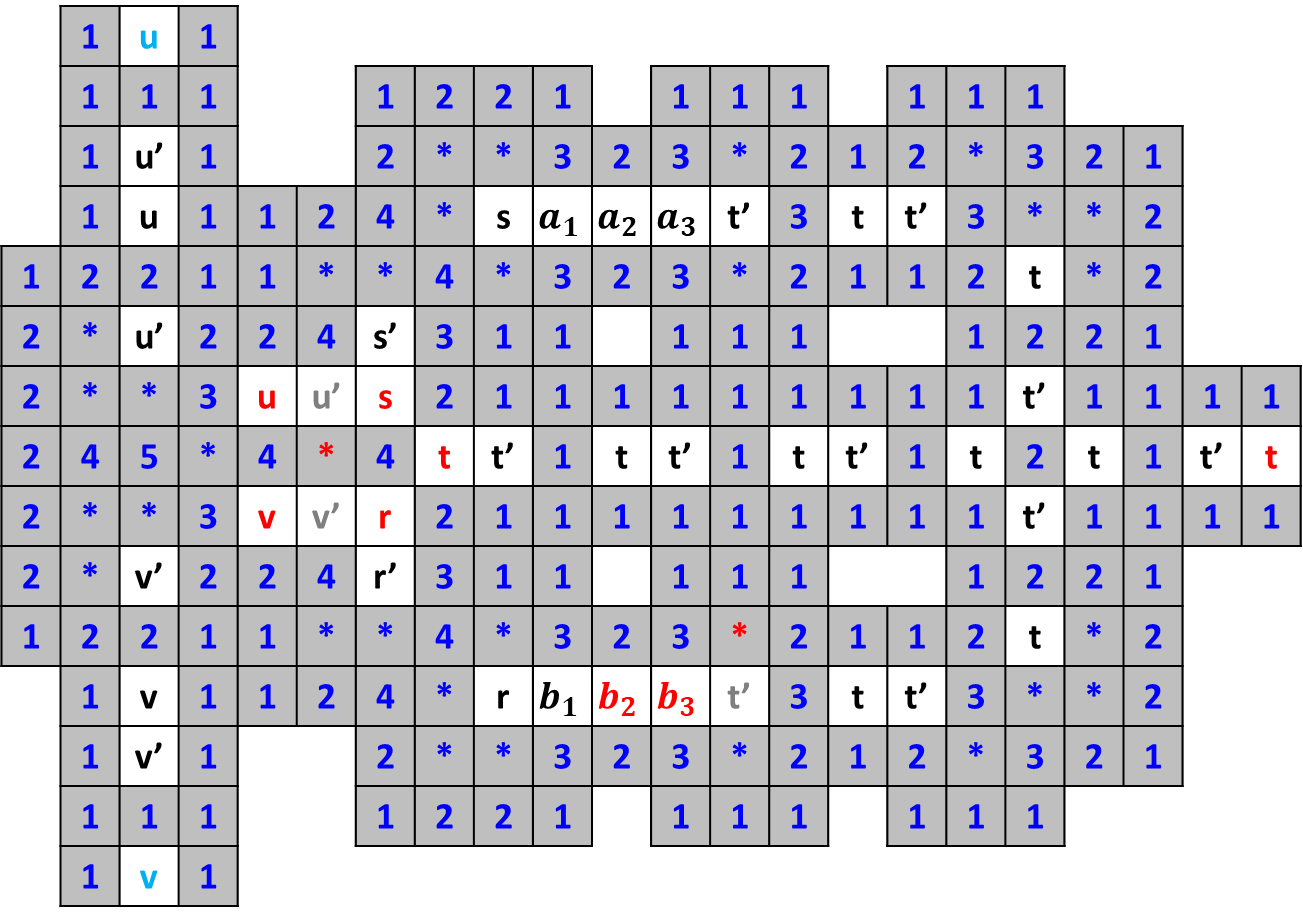 1 u 1
1 1 1 1 2 2 1 1 1 1 1 1 1
1 u' 1 2 * * 3 2 3 * 2 1 2 * 3 2 1
1 u 1 1 2 4 * s a₁ a₂ a₃ t' 3 t t' 3 * * 2
1 2 2 1 1 * * 4 * 3 2 3 * 2 1 1 2 t * 2
2 * u' 2 2 4 s' 3 1 1 1 1 1 1 2 2 1
2 * * 3 u u' s 2 1 1 1 1 1 1 1 1 1 t' 1 1 1 1
2 4 5 * 4 * 4 t t' 1 t t' 1 t t' 1 t 2 t 1 t' t
2 * * 3 v v' r 2 1 1 1 1 1 1 1 1 1 t' 1 1 1 1
2 * v' 2 2 4 r' 3 1 1 1 1 1 1 2 2 1
1 2 2 1 1 * * 4 * 3 2 3 * 2 1 1 2 t * 2
1 v 1 1 2 4 * r b₁ b₂ b₃ t' 3 t t' 3 * * 2
1 v' 1 2 * * 3 2 3 * 2 1 2 * 3 2 1
1 1 1 1 2 2 1 1 1 1 1 1 1
1 v 1